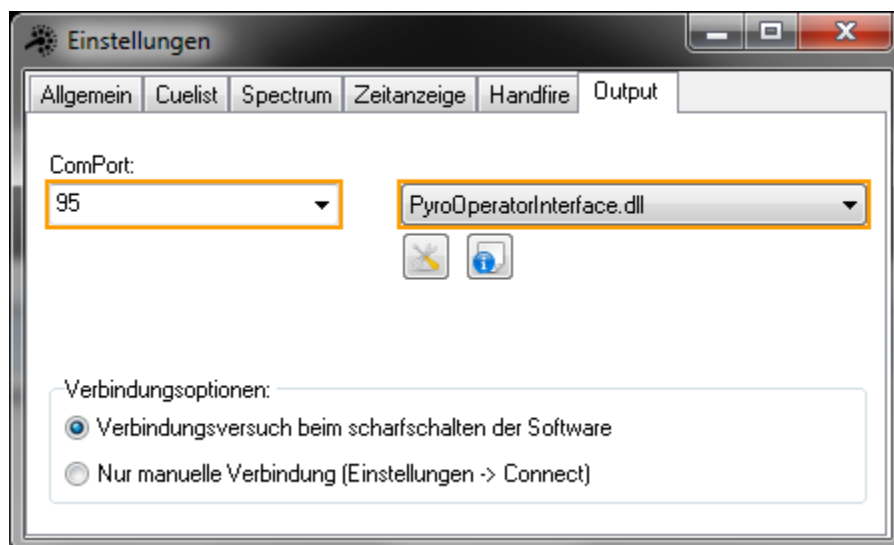 Einstellungen
Allgemein Cuelist Spectrum Zeitanzeige Handfire Output
ComPort:
95 PyroOperatorInterface.dll
Verbindungsoptionen:
Verbindungsversuch beim scharfschalten der Software
Nur manuelle Verbindung (Einstellungen -> Connect)